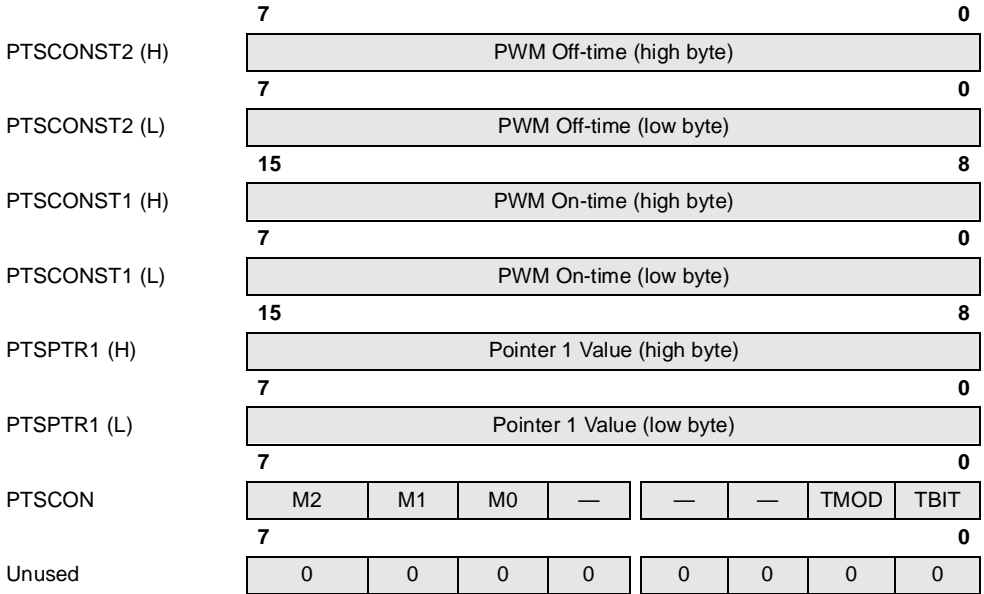 7 0
PTSCONST2 (H) PWM Off-time (high byte)
7 0
PTSCONST2 (L) PWM Off-time (low byte)
15 8
PTSCONST1 (H) PWM On-time (high byte)
7 0
PTSCONST1 (L) PWM On-time (low byte)
15 8
PTSPTR1 (H) Pointer 1 Value (high byte)
7 0
PTSPTR1 (L) Pointer 1 Value (low byte)
7 0
PTSCON M2 M1 M0 — — — TMOD TBIT
7 0
Unused 0 0 0 0 0 0 0 0